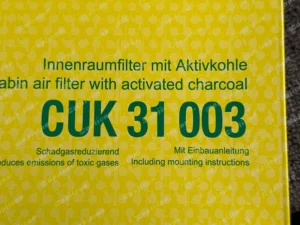 Innenraumfilter mit Aktivkohle
abin air filter with activated charcoal
CUK 31 003
Schadgasreduzierend Mit Einbauanleitung
educes emissions of toxic gases Including mounting instructions